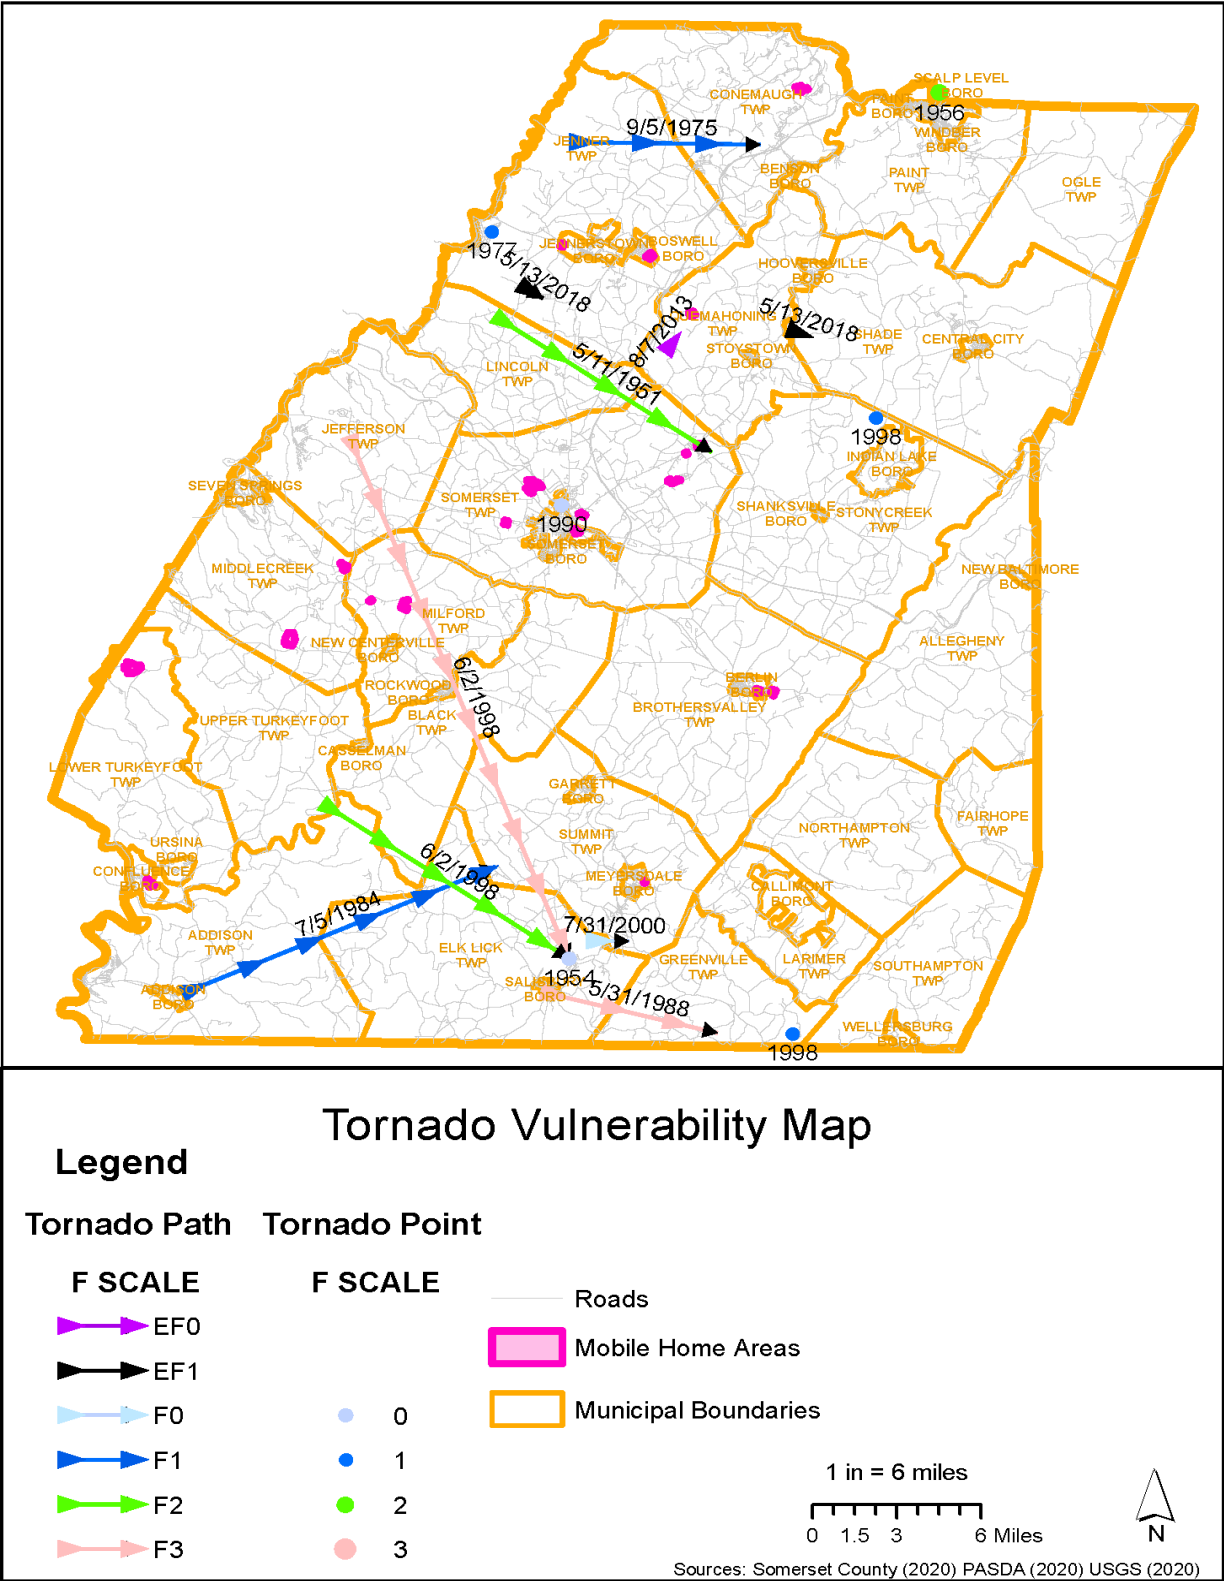 SCALP LEVEL
BORO
CONEMAUGH
TWP
PAINT
BORO
1956
WINDBER
BORO
9/5/1975
JENNER
TWP
BENSON
BORO
PAINT
TWP
OGLE
TWP
1977
JENNERSTOWN
BORO
BOSWELL
BORO
HOOVERSVILLE
BORO
5/13/2018
8/7/2013
QUEMAHONING
TWP
5/13/2018
STOYSTOWN
BORO
SHADE
TWP
CENTRAL CITY
BORO
LINCOLN
TWP
5/11/1951
JEFFERSON
TWP
1998
INDIAN LAKE
BORO
SEVEN SPRINGS
BORO
SOMERSET
TWP
1990
SOMERSET
BORO
SHANKSVILLE
BORO
STONYCREEK
TWP
MIDDLECREEK
TWP
NEW BALTIMORE
BORO
MILFORD
TWP
NEW CENTERVILLE
BORO
ALLEGHENY
TWP
6/2/1998
ROCKWOOD
BORO
BLACK
TWP
BERLIN
BORO
BROTHERSVALLEY
TWP
UPPER TURKEYFOOT
TWP
CASSELMAN
BORO
LOWER TURKEYFOOT
TWP
GARRETT
BORO
SUMMIT
TWP
NORTHAMPTON
TWP
FAIRHOPE
TWP
URSINA
BORO
CONFLUENCE
BORO
6/2/1998
MEYERSDALE
BORO
CALLIMONT
BORO
7/5/1984
7/31/2000
ADDISON
TWP
ELK LICK
TWP
GREENVILLE
TWP
LARIMER
TWP
SOUTHAMPTON
TWP
1954
ADDISON
BORO
SALISBURY
BORO
5/31/1988
WELLERSBURG
BORO
1998
Tornado Vulnerability Map
Legend
Tornado Path
Tornado Point
F SCALE
F SCALE
EF0
EF1
F0
F1
F2
F3
0
1
2
3
Roads
Mobile Home Areas
Municipal Boundaries
1 in = 6 miles
0 1.5 3 6 Miles
N
Sources: Somerset County (2020) PASDA (2020) USGS (2020)